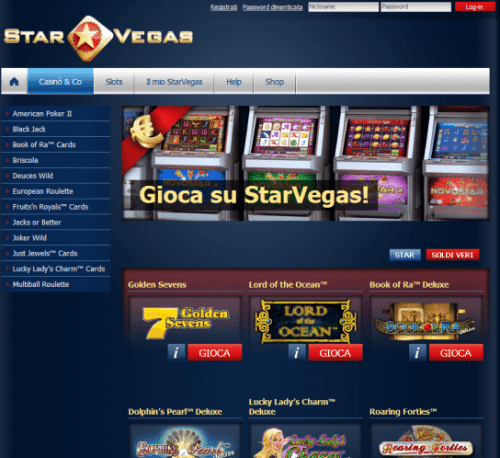 Registrati Password dimenticata Nickname Password Log-in
STAR VEGAS
Casinò & Co Slots Il mio StarVegas Help Shop
American Poker II
Black Jack
Book of Ra™ Cards
Briscola
Deuces Wild
European Roulette
Fruits'n Royals™ Cards
Jacks or Better
Joker Wild
Just Jewels™ Cards
Lucky Lady's Charm™ Cards
Multiball Roulette
€
NOVOSTAR
Gioca su StarVegas!
STAR SOLDI VERI
Golden Sevens Lord of the Ocean™ Book of Ra™ Deluxe
7 Golden Sevens
LORD
of the
OCEAN™
BOOK OF RA
i GIOCA i GIOCA i GIOCA
Dolphin's Pearl™ Deluxe Lucky Lady's Charm™ Deluxe Roaring Forties™
Roaring Forties